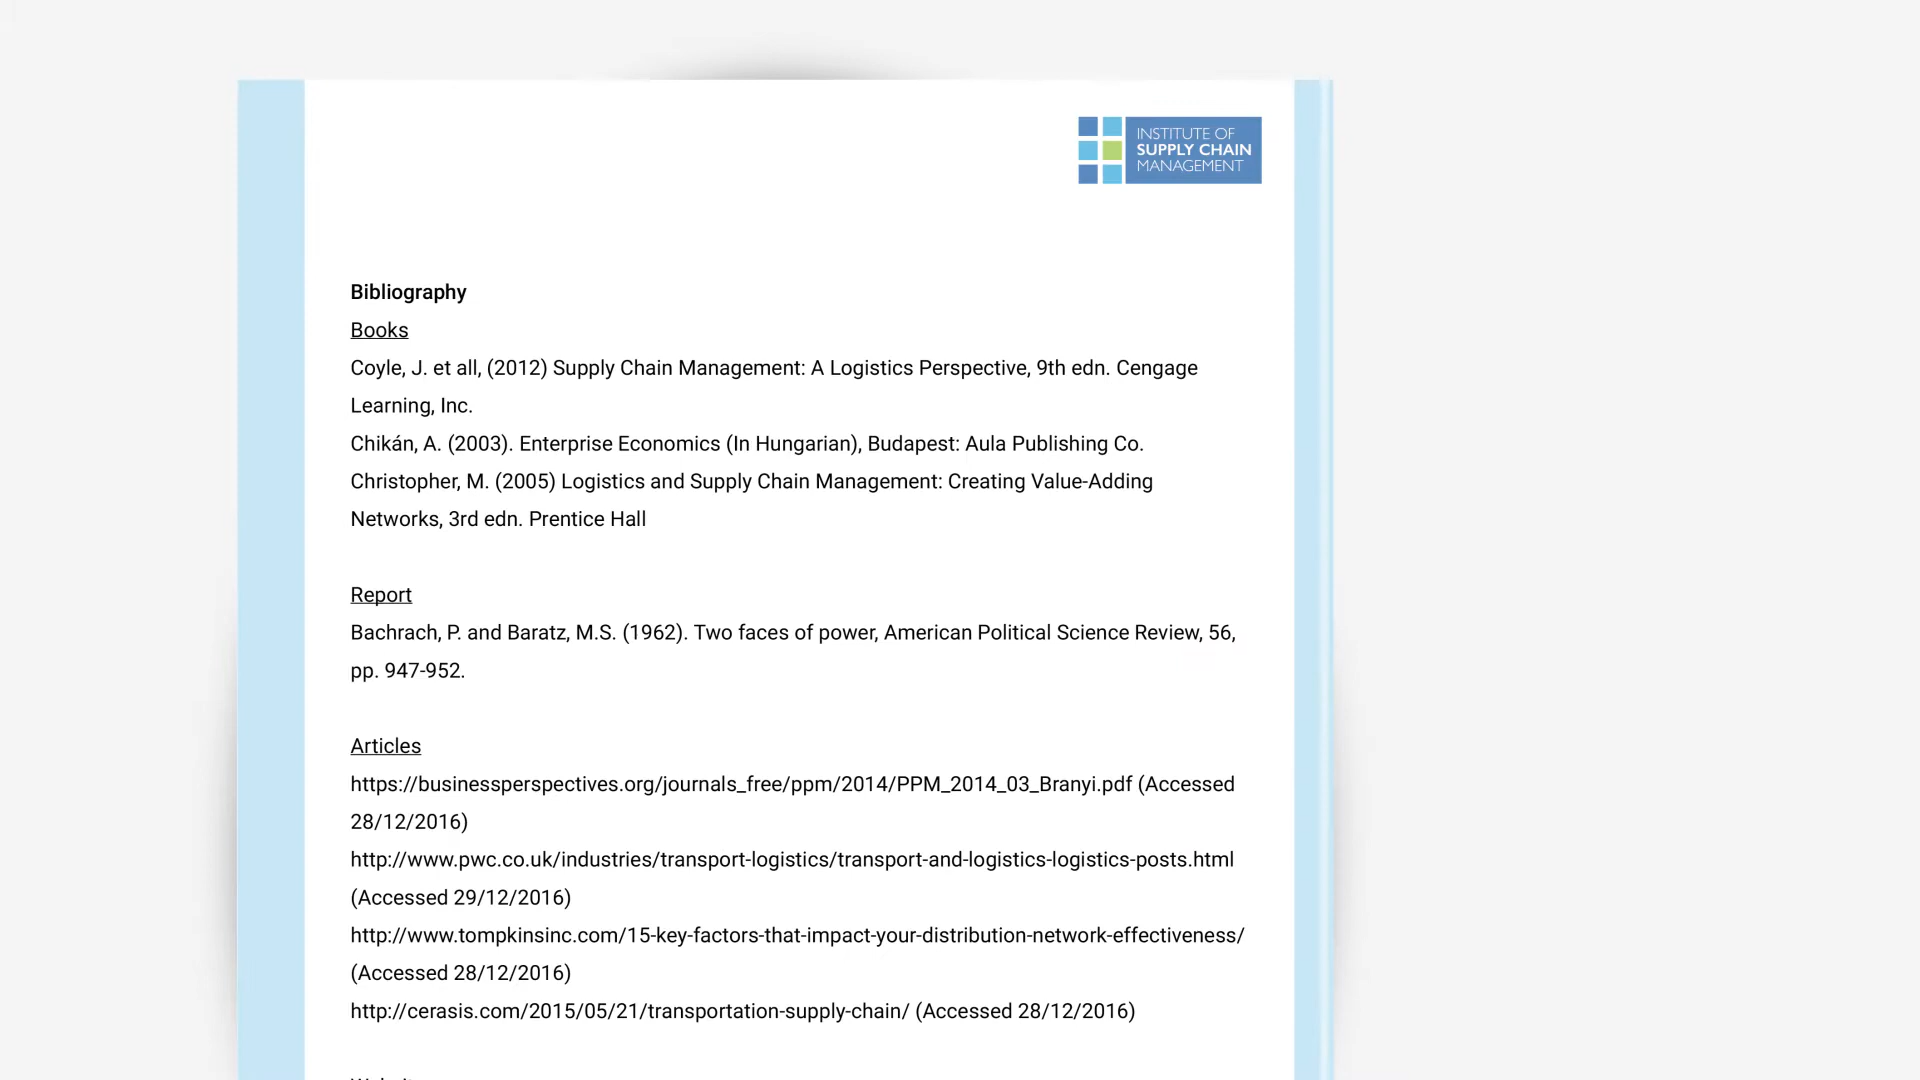 INSTITUTE OF
SUPPLY CHAIN
MANAGEMENT
Bibliography
Books
Coyle, J. et all, (2012) Supply Chain Management: A Logistics Perspective, 9th edn. Cengage
Learning, Inc.
Chikán, A. (2003). Enterprise Economics (In Hungarian), Budapest: Aula Publishing Co.
Christopher, M. (2005) Logistics and Supply Chain Management: Creating Value-Adding
Networks, 3rd edn. Prentice Hall
Report
Bachrach, P. and Baratz, M.S. (1962). Two faces of power, American Political Science Review, 56,
pp. 947-952.
Articles
https://businessperspectives.org/journals_free/ppm/2014/PPM_2014_03_Branyi.pdf (Accessed
28/12/2016)
http://www.pwc.co.uk/industries/transport-logistics/transport-and-logistics-logistics-posts.html
(Accessed 29/12/2016)
http://www.tompkinsinc.com/15-key-factors-that-impact-your-distribution-network-effectiveness/
(Accessed 28/12/2016)
http://cerasis.com/2015/05/21/transportation-supply-chain/ (Accessed 28/12/2016)